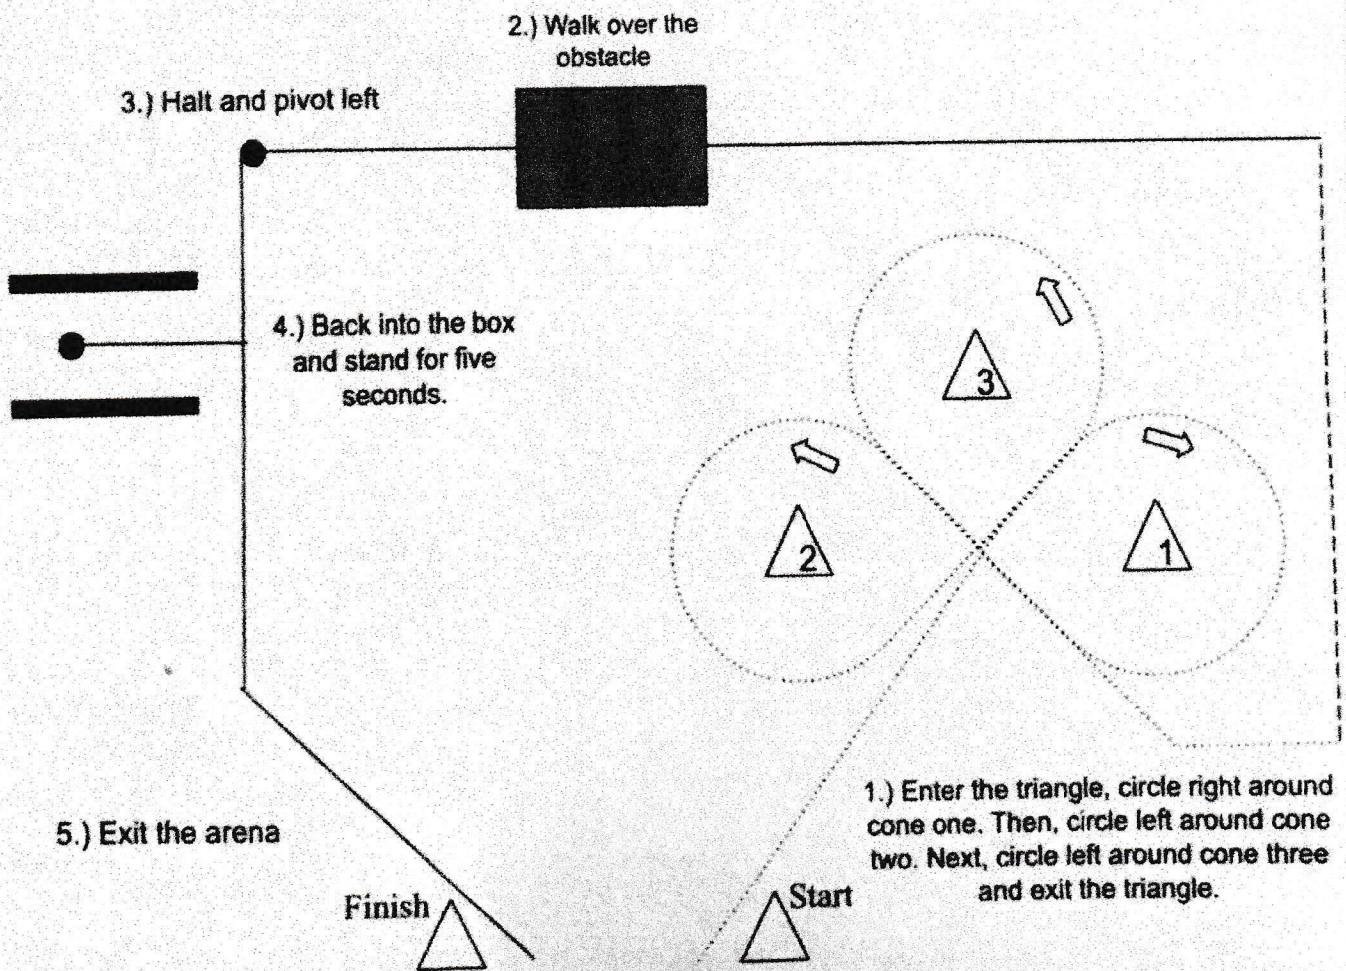 2.) Walk over the
obstacle
3.) Halt and pivot left
4.) Back into the box
and stand for five
seconds.
3
2
1
1.) Enter the triangle, circle right around
cone one. Then, circle left around cone
two. Next, circle left around cone three
and exit the triangle.
5.) Exit the arena
Finish
Start